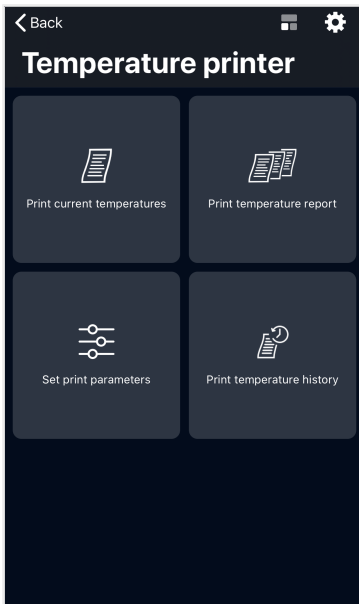 Back
Temperature printer
Print current temperatures
Print temperature report
Set print parameters
Print temperature history